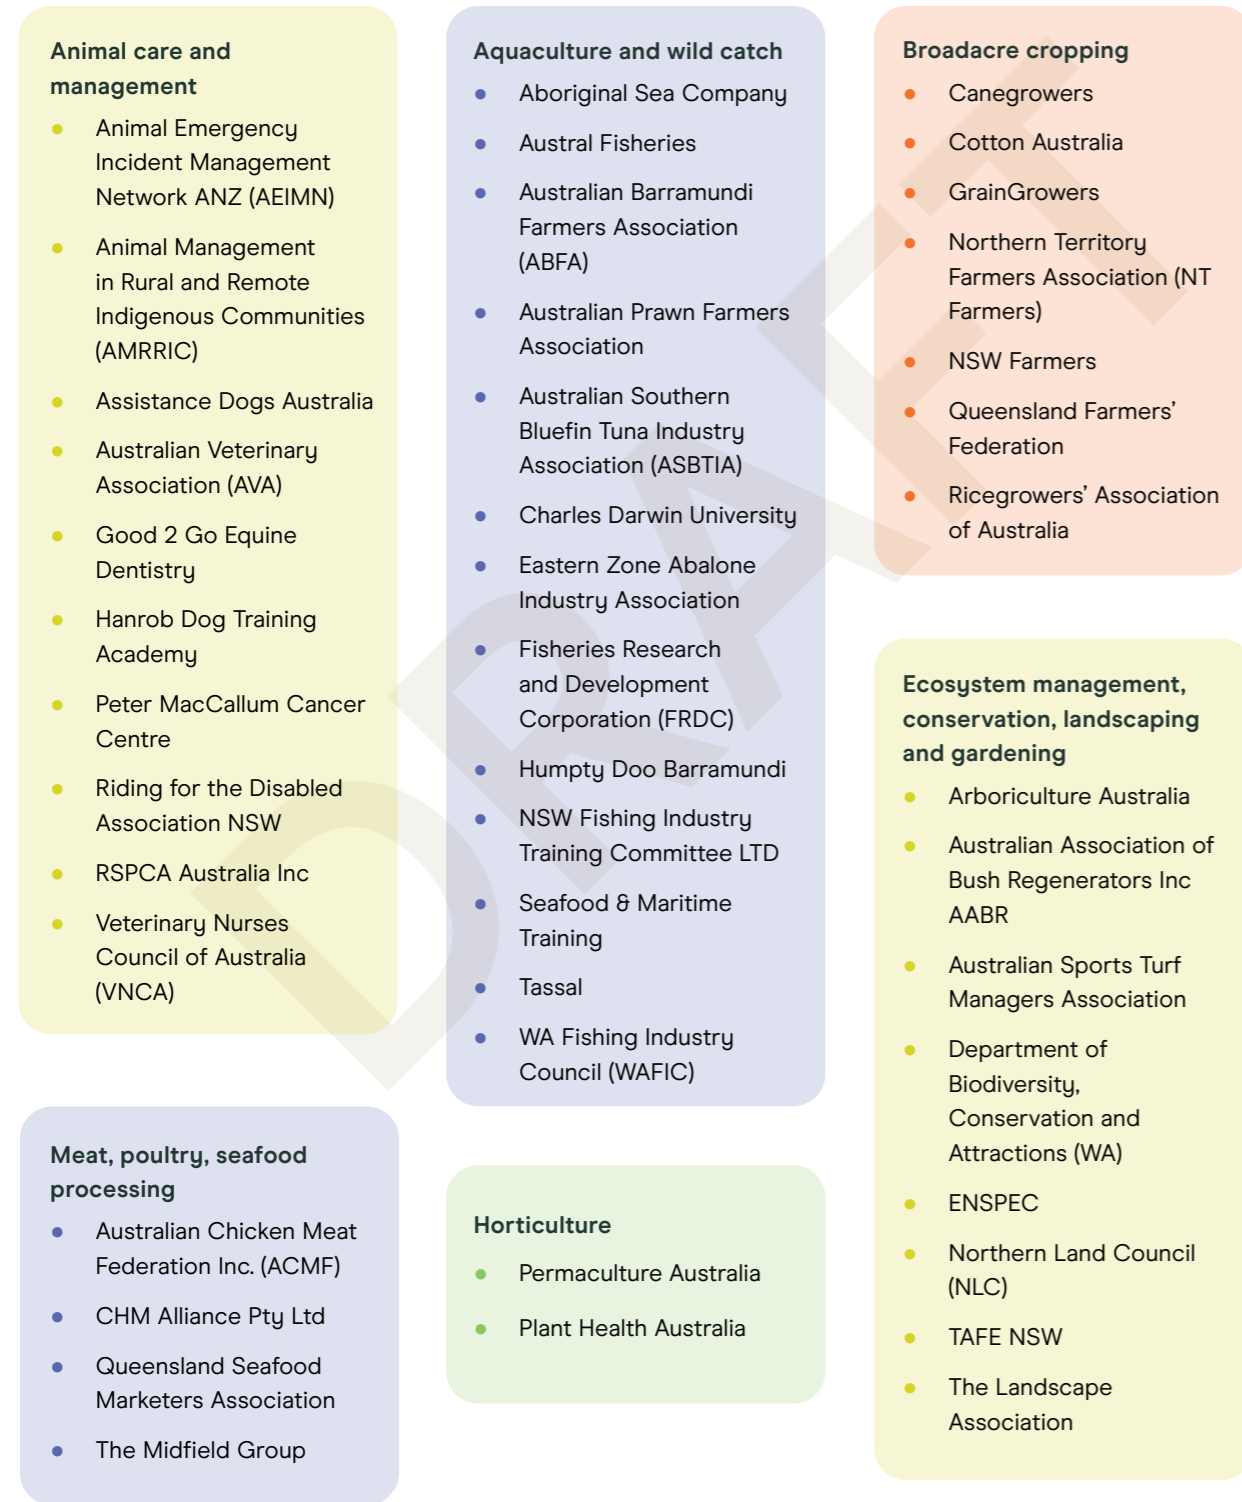 Animal care and
management
Animal Emergency
Incident Management
Network ANZ (AEIMN)
Animal Management
in Rural and Remote
Indigenous Communities
(AMRRIC)
Assistance Dogs Australia
Australian Veterinary
Association (AVA)
Good 2 Go Equine
Dentistry
Hanrob Dog Training
Academy
Peter MacCallum Cancer
Centre
Riding for the Disabled
Association NSW
RSPCA Australia Inc
Veterinary Nurses
Council of Australia
(VNCA)
Meat, poultry, seafood
processing
Australian Chicken Meat
Federation Inc. (ACMF)
CHM Alliance Pty Ltd
Queensland Seafood
Marketers Association
The Midfield Group
Aquaculture and wild catch
Aboriginal Sea Company
Austral Fisheries
Australian Barramundi
Farmers Association
(ABFA)
Australian Prawn Farmers
Association
Australian Southern
Bluefin Tuna Industry
Association (ASBTIA)
Charles Darwin University
Eastern Zone Abalone
Industry Association
Fisheries Research
and Development
Corporation (FRDC)
Humpty Doo Barramundi
NSW Fishing Industry
Training Committee LTD
Seafood & Maritime
Training
Tassal
WA Fishing Industry
Council (WAFIC)
Horticulture
Permaculture Australia
Plant Health Australia
Broadacre cropping
Canegrowers
Cotton Australia
GrainGrowers
Northern Territory
Farmers Association (NT
Farmers)
NSW Farmers
Queensland Farmers’
Federation
Ricegrowers’ Association
of Australia
Ecosystem management,
conservation, landscaping
and gardening
Arboriculture Australia
Australian Association of
Bush Regenerators Inc
AABR
Australian Sports Turf
Managers Association
Department of
Biodiversity,
Conservation and
Attractions (WA)
ENSPEC
Northern Land Council
(NLC)
TAFE NSW
The Landscape
Association
DRAFT